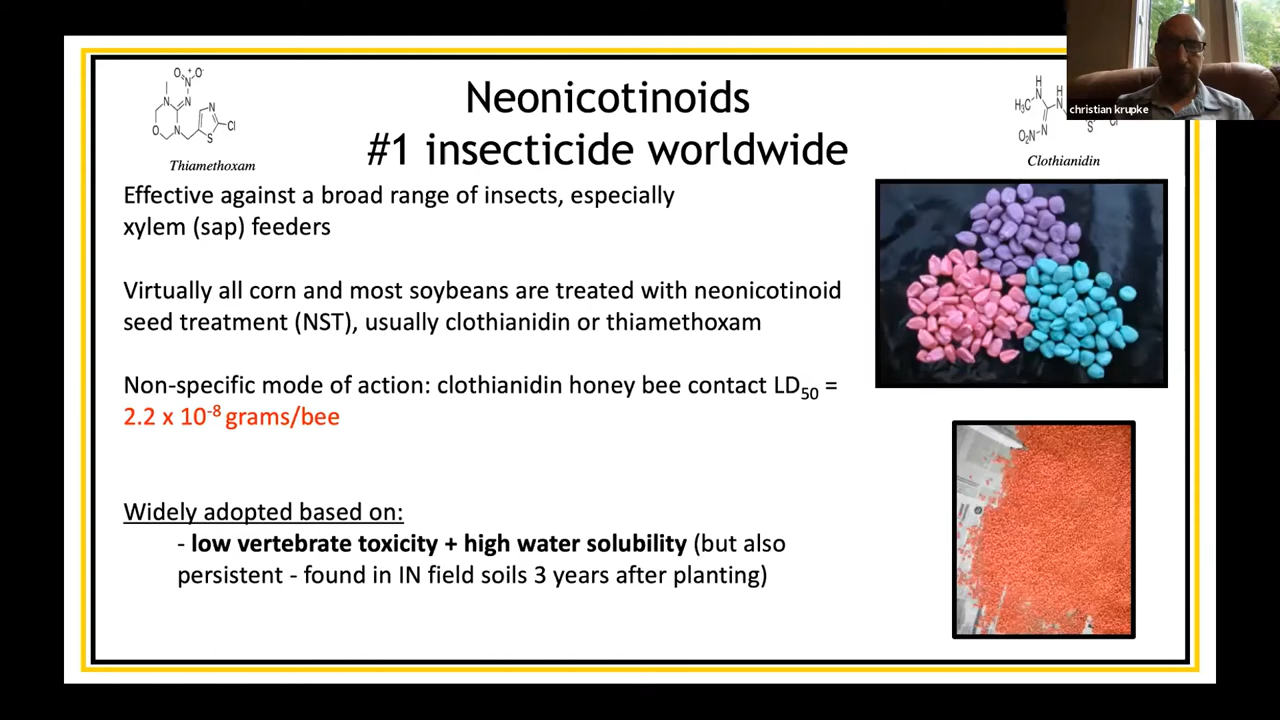 Neonicotinoids
#1 insecticide worldwide
Thiamethoxam
Clothianidin
christian krupke
Effective against a broad range of insects, especially
xylem (sap) feeders
Virtually all corn and most soybeans are treated with neonicotinoid
seed treatment (NST), usually clothianidin or thiamethoxam
Non-specific mode of action: clothianidin honey bee contact LD₅₀ =
2.2 x 10⁻⁸ grams/bee
Widely adopted based on:
- low vertebrate toxicity + high water solubility (but also
persistent - found in IN field soils 3 years after planting)